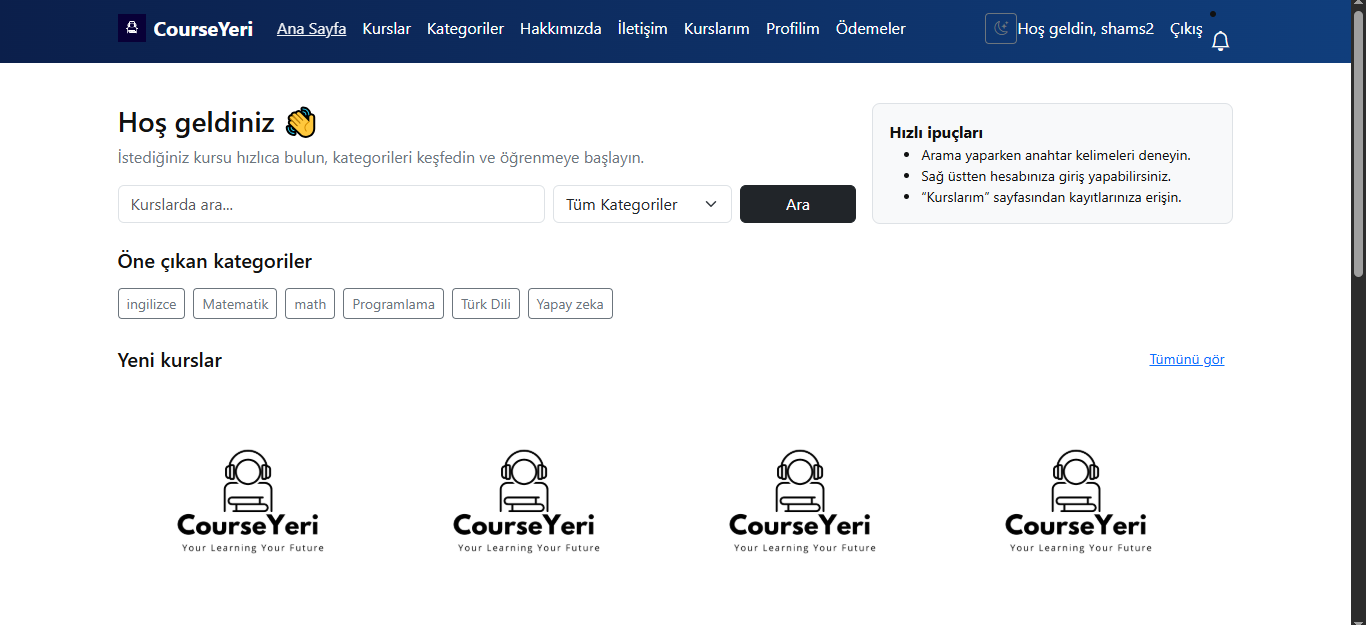 CourseYeri Ana Sayfa Kurslar Kategoriler Hakkımızda İletişim Kurslarım Profilim Ödemeler Hoş geldin, shams2 Çıkış
Hoş geldiniz 👋
İstediğiniz kursu hızlıca bulun, kategorileri keşfedin ve öğrenmeye başlayın.
Kurslarda ara... Tüm Kategoriler Ara
Hızlı ipuçları
• Arama yaparken anahtar kelimeleri deneyin.
• Sağ üstten hesabınıza giriş yapabilirsiniz.
• “Kurslarım” sayfasından kayıtlarınıza erişin.
Öne çıkan kategoriler
ingilizce Matematik math Programlama Türk Dili Yapay zeka
Yeni kurslar Tümünü gör
CourseYeri CourseYeri CourseYeri CourseYeri
Your Learning Your Future Your Learning Your Future Your Learning Your Future Your Learning Your Future